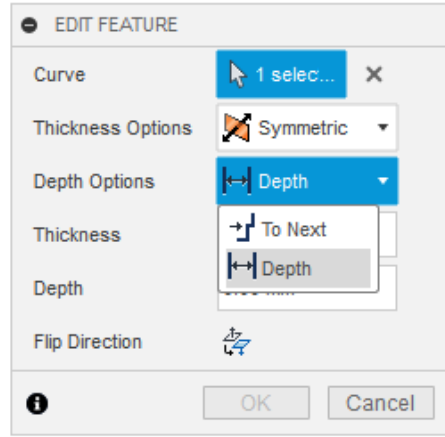 EDIT FEATURE
Curve
1 selec...
Thickness Options
Symmetric
Depth Options
Depth
To Next
Thickness
Depth
Depth
Flip Direction
OK
Cancel